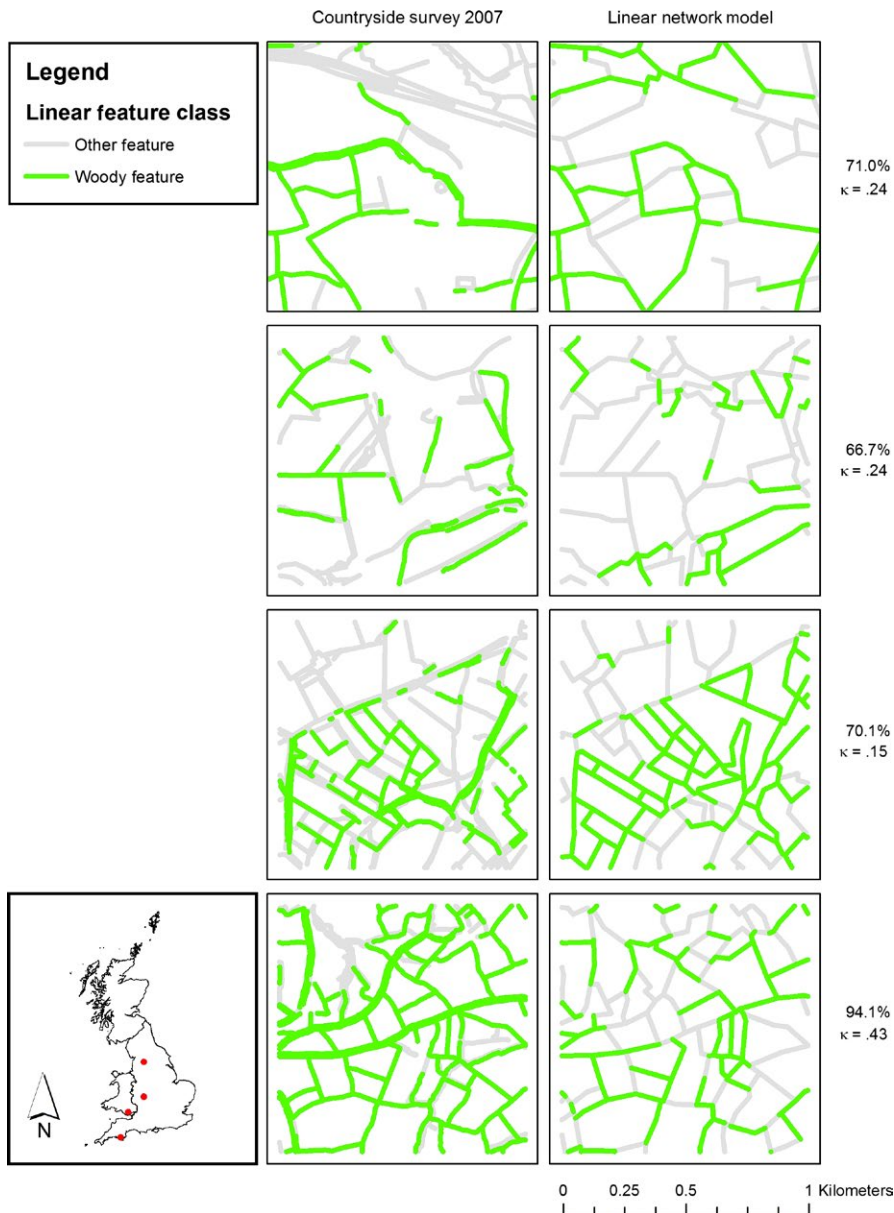 Countryside survey 2007
Linear network model
Legend
Linear feature class
Other feature
Woody feature
71.0%
κ = .24
66.7%
κ = .24
70.1%
κ = .15
94.1%
κ = .43
N
0 0.25 0.5 1 Kilometers